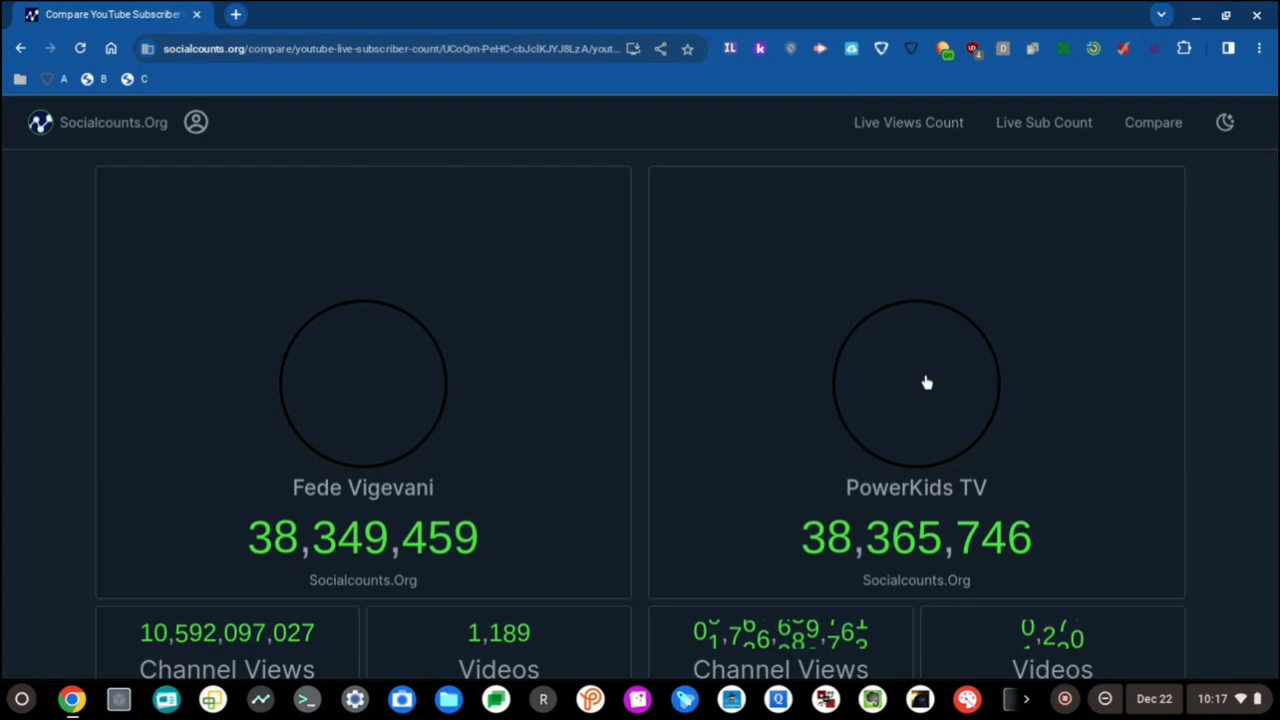 Compare YouTube Subscriber
socialcounts.org/compare/youtube-live-subscriber-count/UCoQm-PeHC-cbJclKJYJ8LzA/yout...
A B C
Socialcounts.Org Live Views Count Live Sub Count Compare
Fede Vigevani
38,349,459
Socialcounts.Org
PowerKids TV
38,365,746
Socialcounts.Org
10,592,097,027
Channel Views
1,189
Videos
Channel Views
Videos
Dec 22 10:17